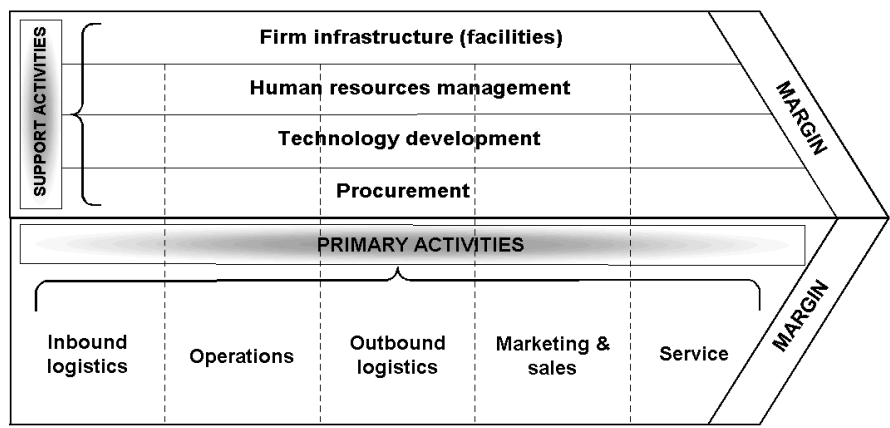 SUPPORT ACTIVITIES
Firm infrastructure (facilities)
Human resources management
Technology development
Procurement
MARGIN
PRIMARY ACTIVITIES
Inbound
logistics
Operations
Outbound
logistics
Marketing &
sales
Service
MARGIN